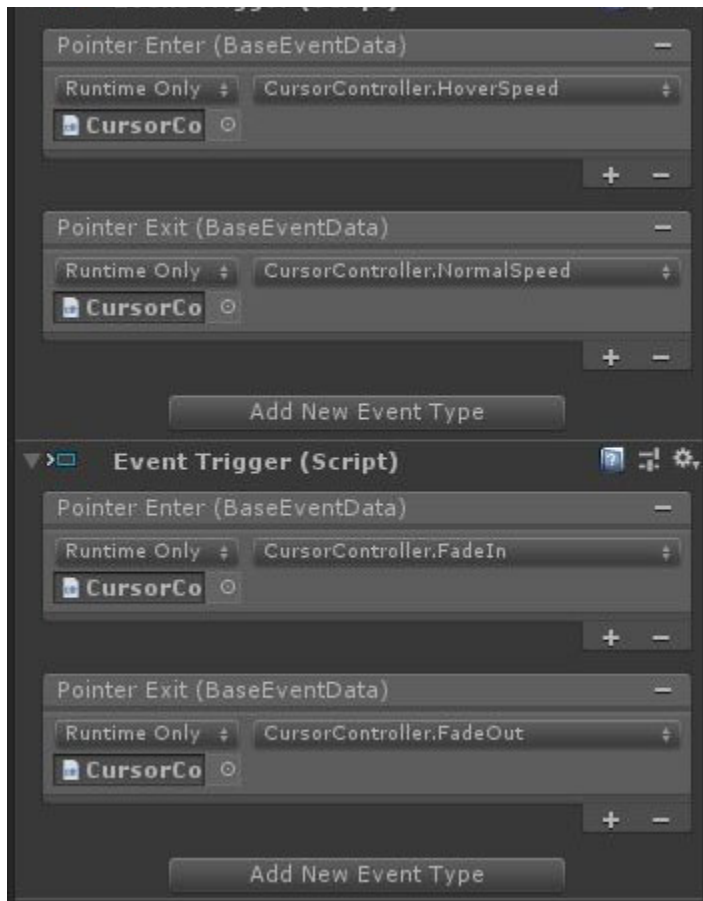 Pointer Enter (BaseEventData)
Runtime Only CursorController.HoverSpeed
CursorCo
Pointer Exit (BaseEventData)
Runtime Only CursorController.NormalSpeed
CursorCo
Add New Event Type
Event Trigger (Script)
Pointer Enter (BaseEventData)
Runtime Only CursorController.FadeIn
CursorCo
Pointer Exit (BaseEventData)
Runtime Only CursorController.FadeOut
CursorCo
Add New Event Type